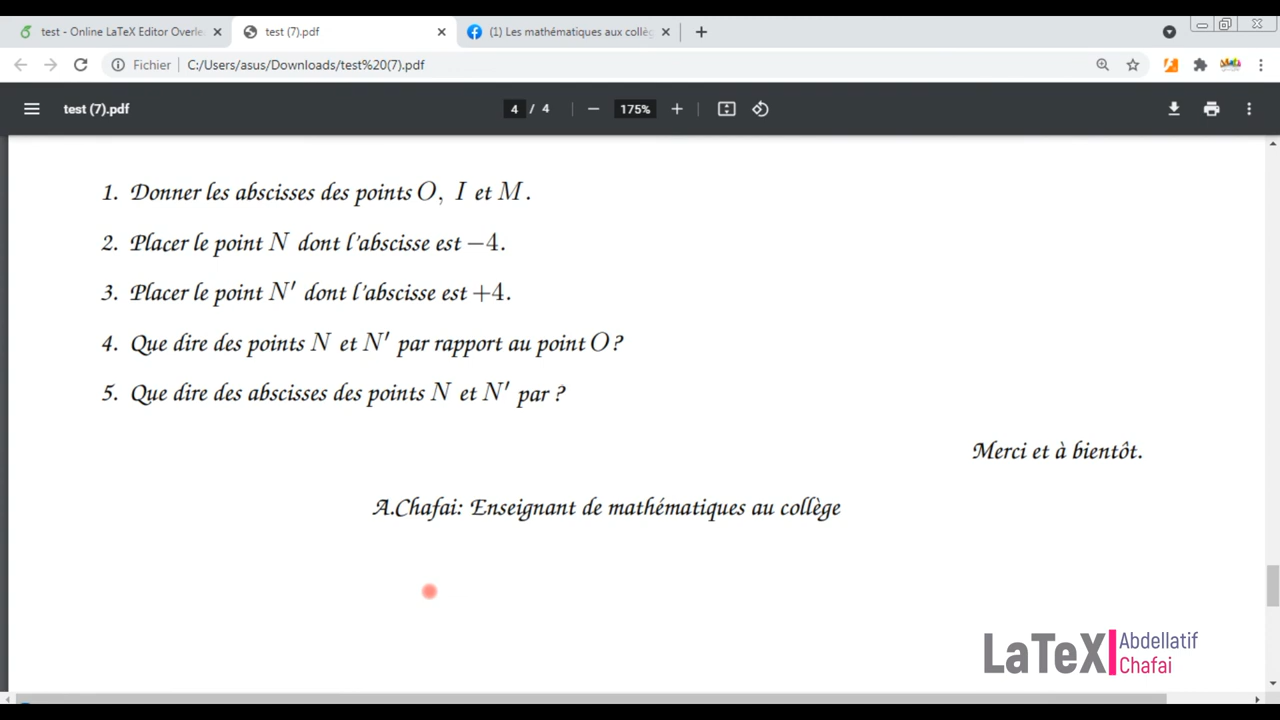 test - Online LaTeX Editor Overle
test (7).pdf
(1) Les mathématiques aux collèg
Fichier
C:/Users/asus/Downloads/test%20(7).pdf
test (7).pdf
4 / 4
175%
1. Donner les abscisses des points O, I et M.
2. Placer le point N dont l'abscisse est −4.
3. Placer le point N′ dont l'abscisse est +4.
4. Que dire des points N et N′ par rapport au point O?
5. Que dire des abscisses des points N et N′ par ?
Merci et à bientôt.
A.Chafai: Enseignant de mathématiques au collège
LaTeX
Abdellatif
Chafai